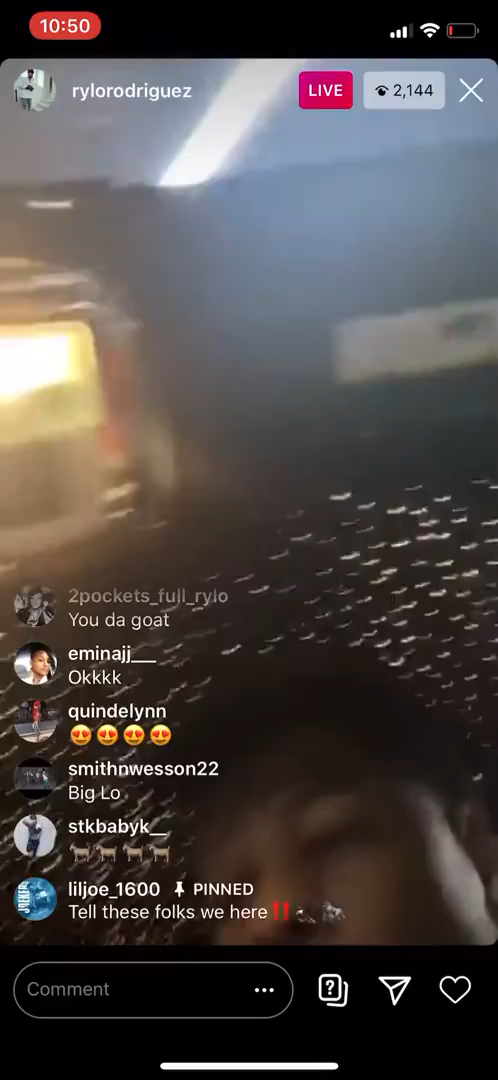 10:50
rylorodriguez
LIVE
2,144
2pockets_full_rylo
You da goat
eminajj___
Okkkk
quindelynn
😍😍😍😍
smithnwesson22
Big Lo
stkbabyk__
🐐🐐🐐🐐
liljoe_1600 PINNED
Tell these folks we here‼️
Comment